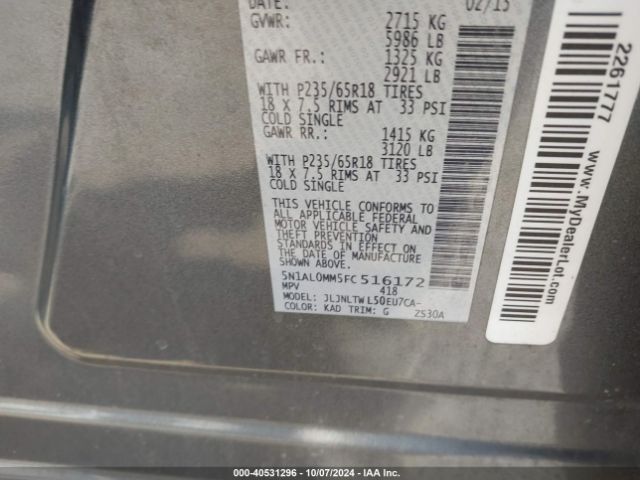 DATE: 02/15
GVWR: 2715 KG
5986 LB
GAWR FR.: 1325 KG
2921 LB
WITH P235/65R18 TIRES
18 X 7.5 RIMS AT 33 PSI
COLD SINGLE
GAWR RR.: 1415 KG
3120 LB
WITH P235/65R18 TIRES
18 X 7.5 RIMS AT 33 PSI
COLD SINGLE
THIS VEHICLE CONFORMS TO
ALL APPLICABLE FEDERAL
MOTOR VEHICLE SAFETY AND
THEFT PREVENTION
STANDARDS IN EFFECT ON
THE DATE OF MANUFACTURE
SHOWN ABOVE.
5N1AL0MM5FC516172
MPV 418
MODEL: JLJNLTWL50EU7CA-
COLOR: KAD TRIM: G ZS30A
2261777
www.MyDealerLot.com
000-40531296 - 10/07/2024 - IAA Inc.